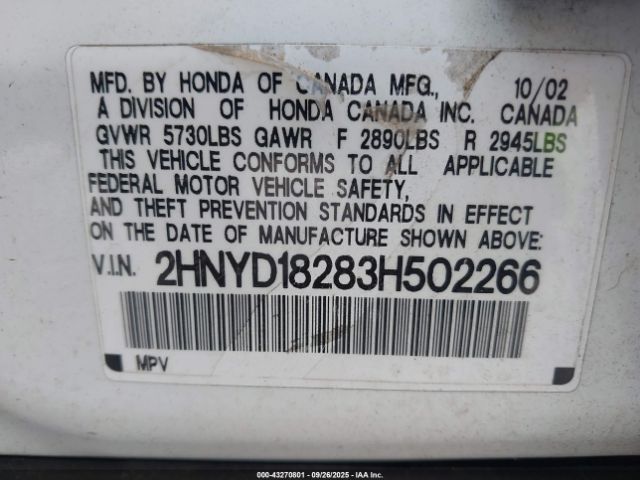 MFD. BY HONDA OF CANADA MFG., 10/02
A DIVISION OF HONDA CANADA INC. CANADA
GVWR 5730LBS GAWR F 2890LBS R 2945LBS
THIS VEHICLE CONFORMS TO ALL APPLICABLE
FEDERAL MOTOR VEHICLE SAFETY,
AND THEFT PREVENTION STANDARDS IN EFFECT
ON THE DATE OF MANUFACTURE SHOWN ABOVE:
V.I.N. 2HNYD18283H502266
MPV
000-43270801 - 09/26/2025 - IAA Inc.